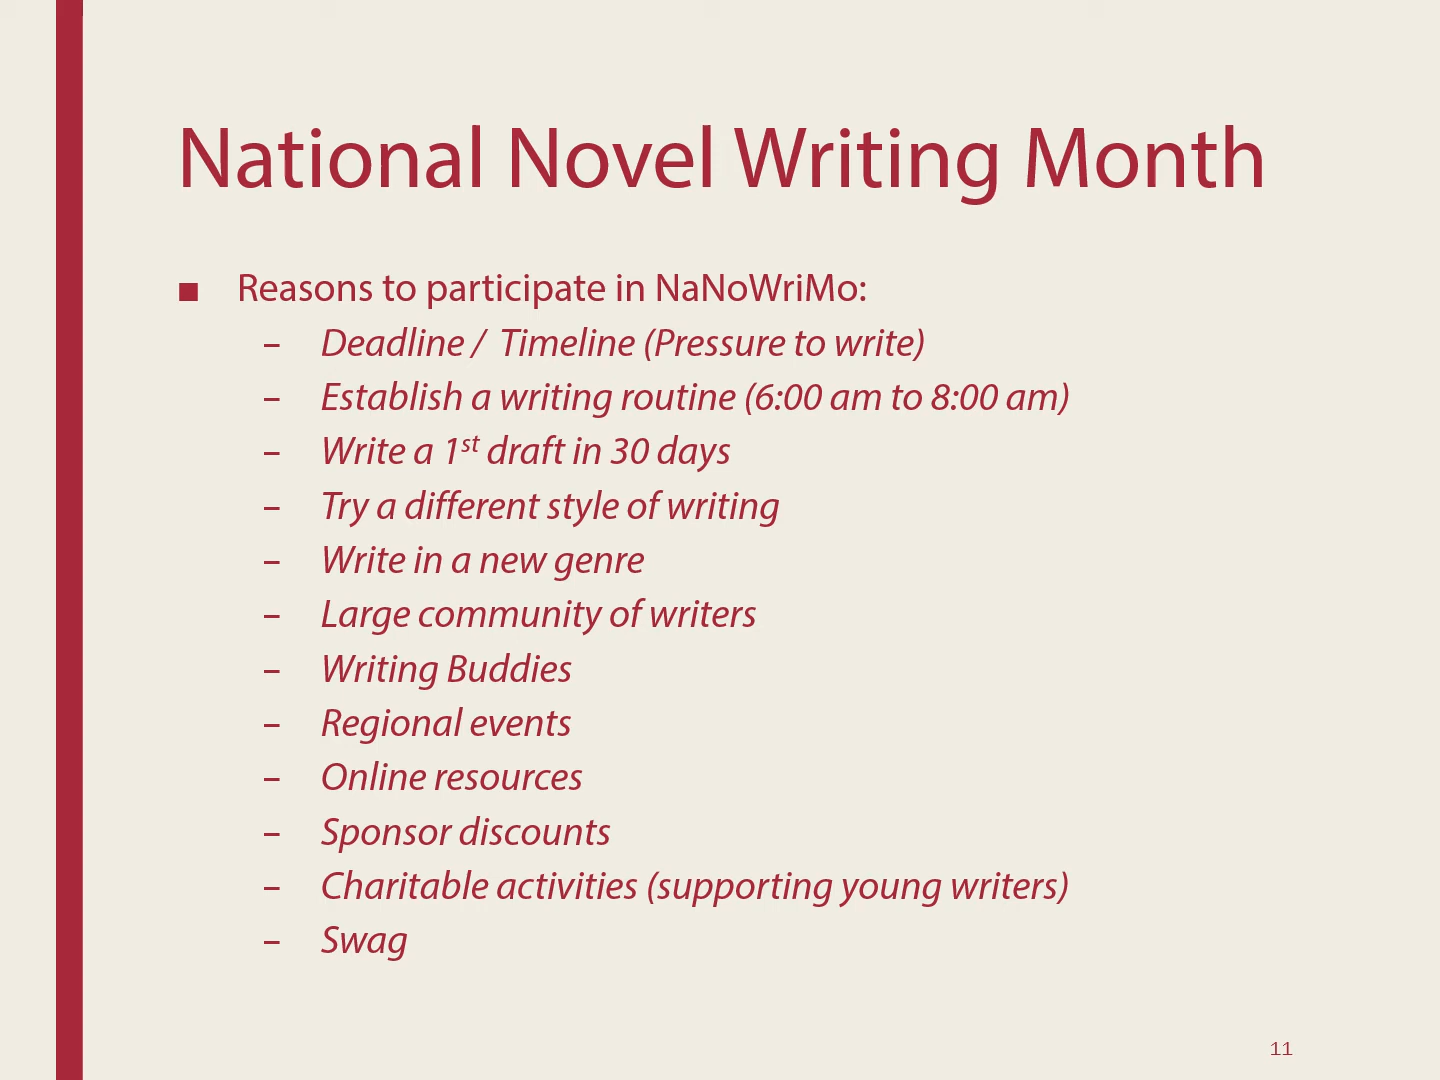 National Novel Writing Month
■ Reasons to participate in NaNoWriMo:
– Deadline / Timeline (Pressure to write)
– Establish a writing routine (6:00 am to 8:00 am)
– Write a 1st draft in 30 days
– Try a different style of writing
– Write in a new genre
– Large community of writers
– Writing Buddies
– Regional events
– Online resources
– Sponsor discounts
– Charitable activities (supporting young writers)
– Swag
11